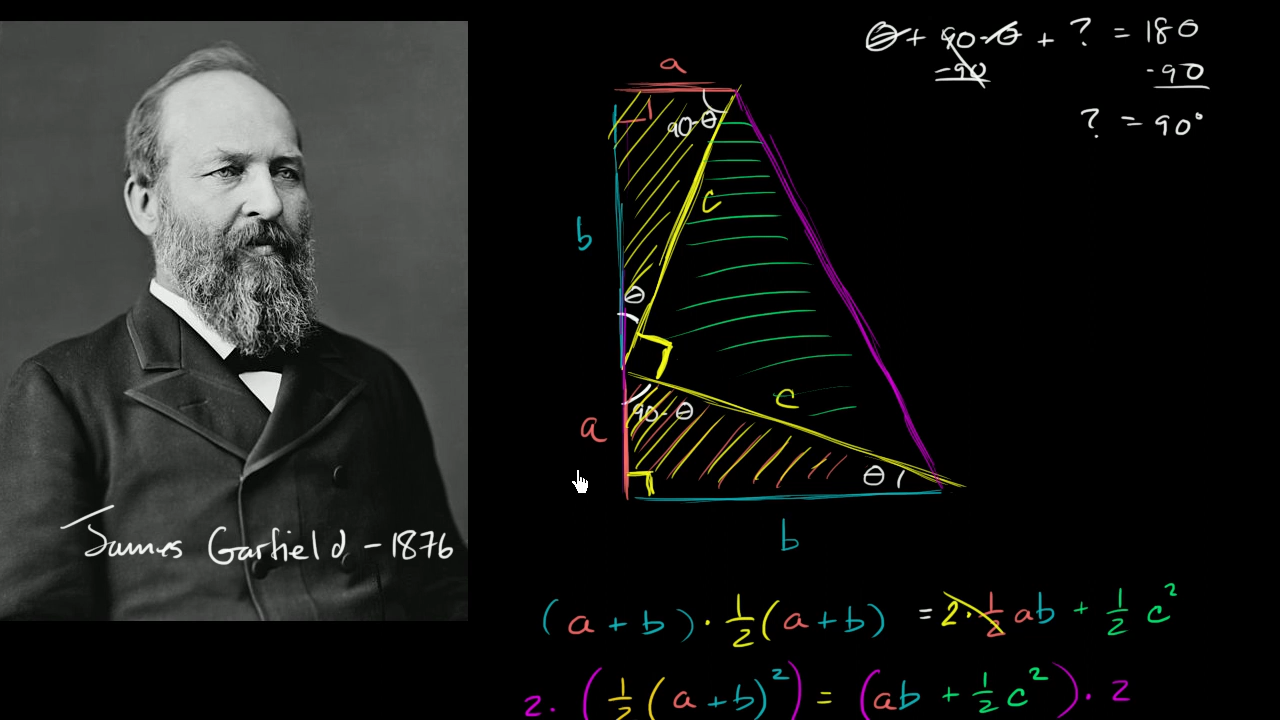 θ + 90-θ + ? = 180
-90 -90
? = 90°
a
90-θ
c
b
θ
90-θ
c
a
θ
b
James Garfield - 1876
(a + b) · 1/2 (a + b) = 2 · 1/2 ab + 1/2 c²
2 · (1/2 (a + b)²) = (ab + 1/2 c²) · 2